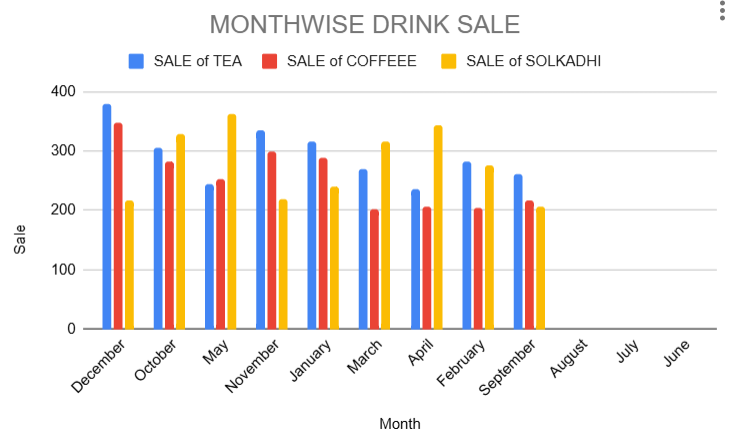 MONTHWISE DRINK SALE
SALE of TEA SALE of COFFEEE SALE of SOLKADHI
400
300
200
100
0
Sale
December October May November January March April February September August July June
Month